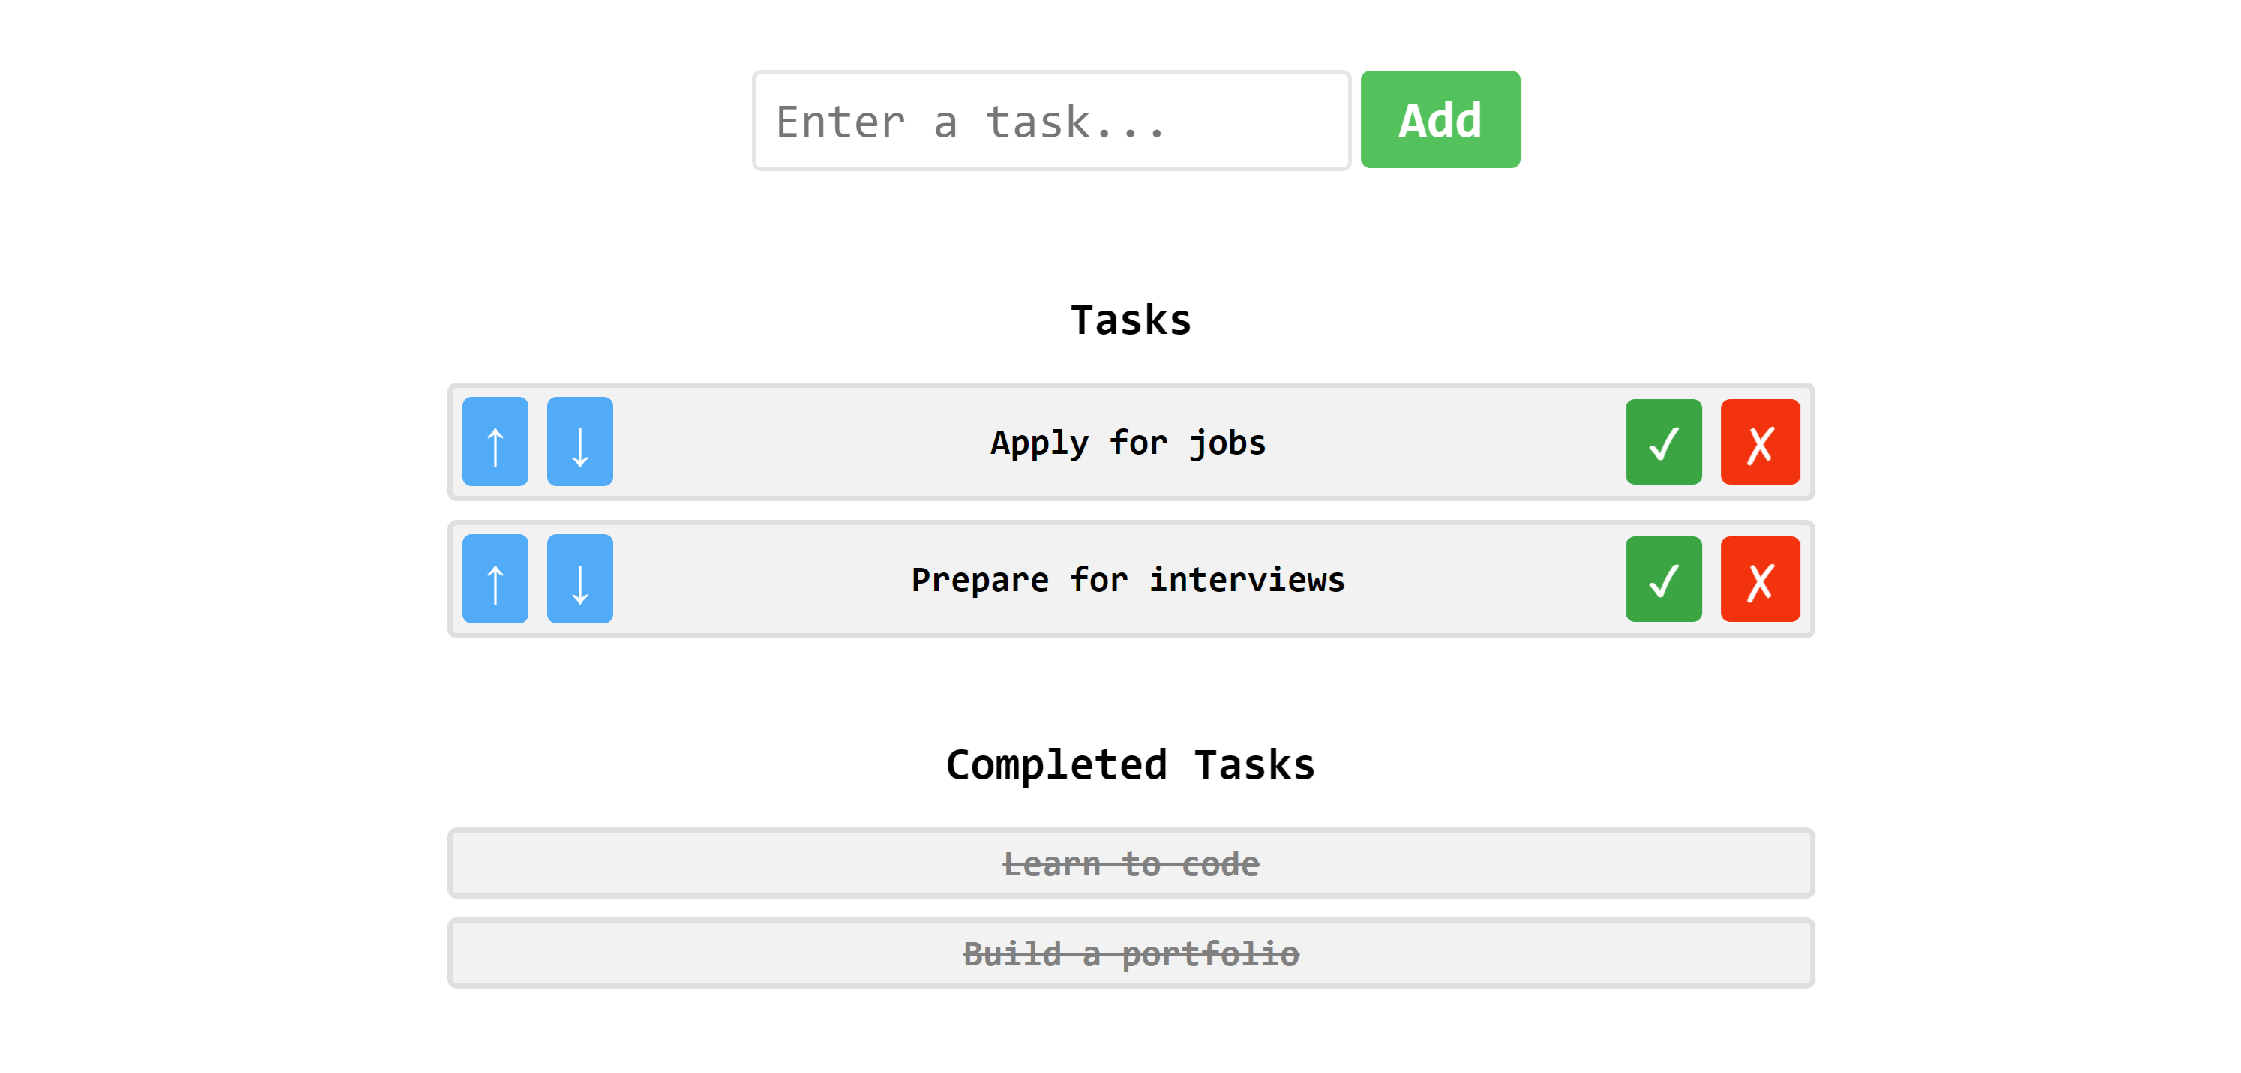 Enter a task... Add
Tasks
↑ ↓ Apply for jobs ✓ ✗
↑ ↓ Prepare for interviews ✓ ✗
Completed Tasks
Learn to code
Build a portfolio